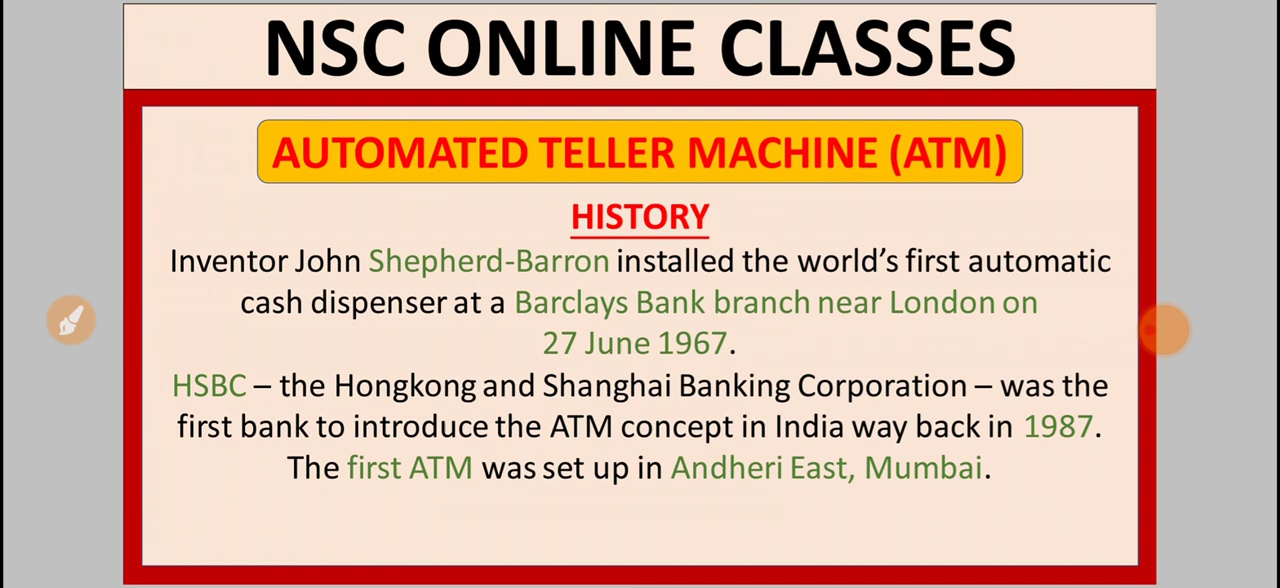 NSC ONLINE CLASSES
AUTOMATED TELLER MACHINE (ATM)
HISTORY
Inventor John Shepherd-Barron installed the world’s first automatic
cash dispenser at a Barclays Bank branch near London on
27 June 1967.
HSBC – the Hongkong and Shanghai Banking Corporation – was the
first bank to introduce the ATM concept in India way back in 1987.
The first ATM was set up in Andheri East, Mumbai.